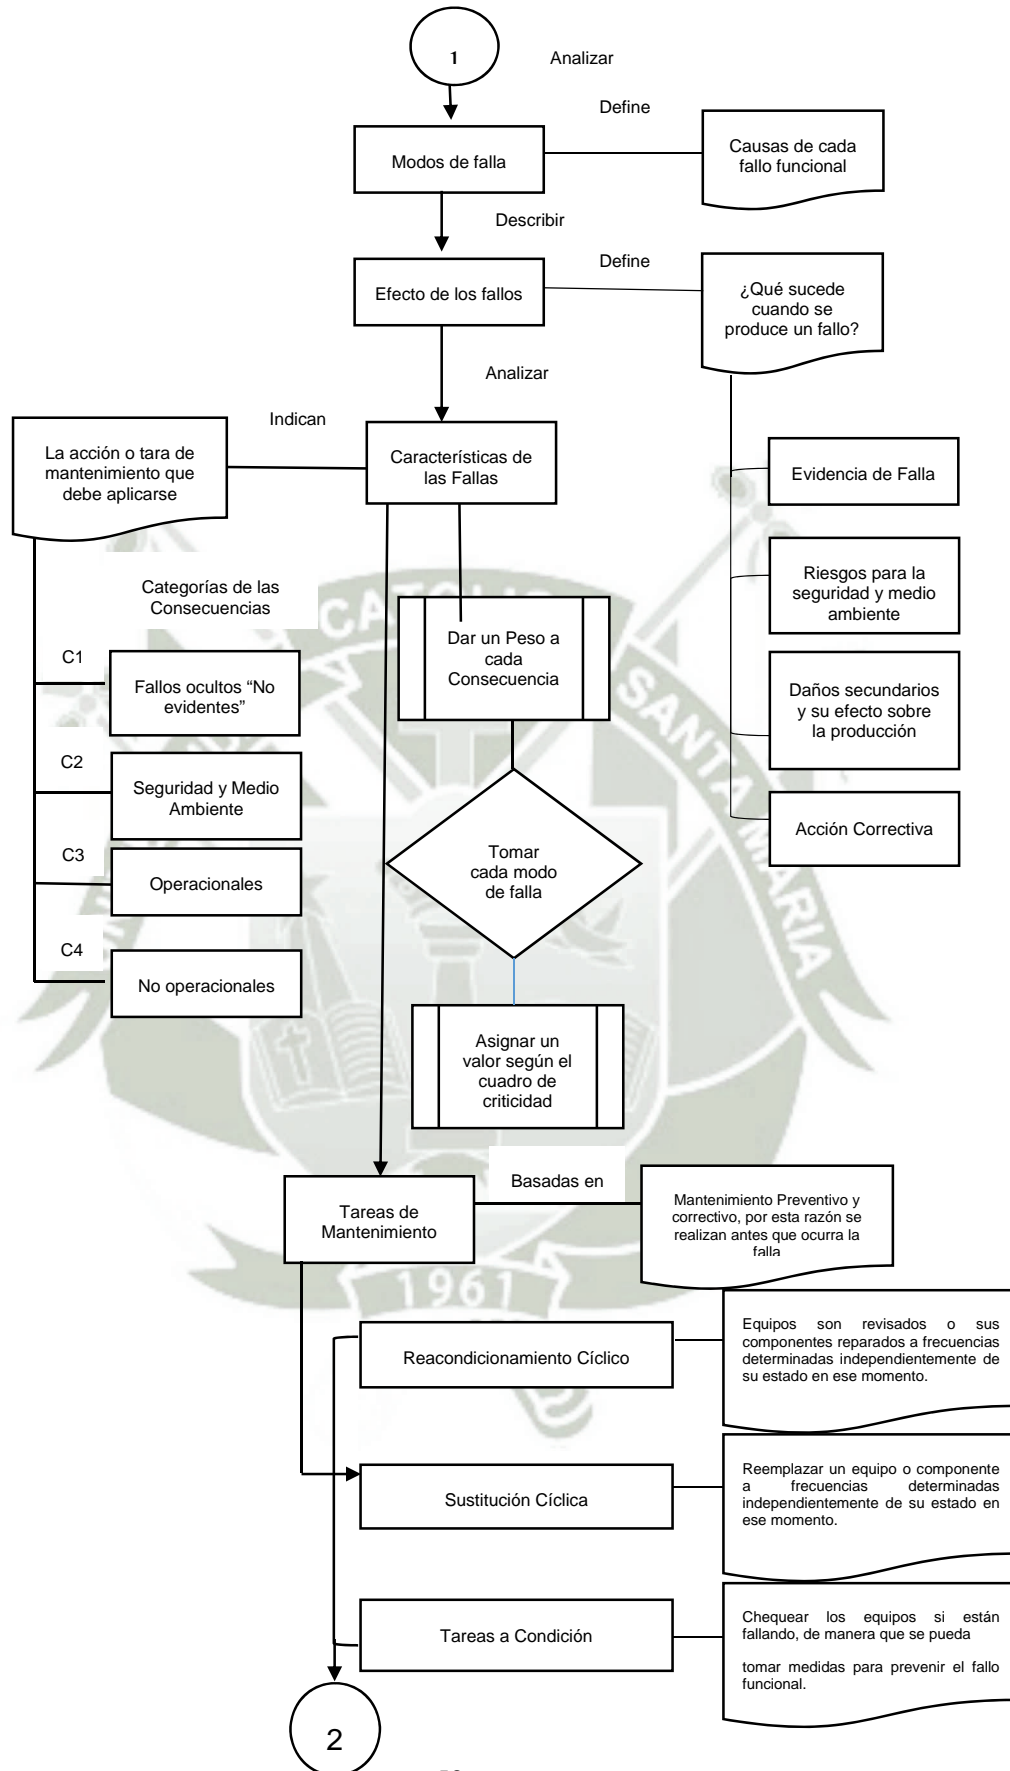 1
Analizar
Define
Modos de falla
Causas de cada
fallo funcional
Describir
Define
Efecto de los fallos
¿Qué sucede
cuando se
produce un fallo?
Analizar
Indican
La acción o tara de
mantenimiento que
debe aplicarse
Características de
las Fallas
Evidencia de Falla
Riesgos para la
seguridad y medio
ambiente
Daños secundarios
y su efecto sobre
la producción
Acción Correctiva
Categorías de las
Consecuencias
C1
Fallos ocultos “No
evidentes”
C2
Seguridad y Medio
Ambiente
C3
Operacionales
C4
No operacionales
Dar un Peso a
cada
Consecuencia
Tomar
cada modo
de falla
Asignar un
valor según el
cuadro de
criticidad
Basadas en
Tareas de
Mantenimiento
Mantenimiento Preventivo y
correctivo, por esta razón se
realizan antes que ocurra la
falla
Reacondicionamiento Cíclico
Equipos son revisados o sus
componentes reparados a frecuencias
determinadas independientemente de
su estado en ese momento.
Sustitución Cíclica
Reemplazar un equipo o componente
a frecuencias determinadas
independientemente de su estado en
ese momento.
Tareas a Condición
Chequear los equipos si están
fallando, de manera que se pueda
tomar medidas para prevenir el fallo
funcional.
2
SANTA MARIA
1961